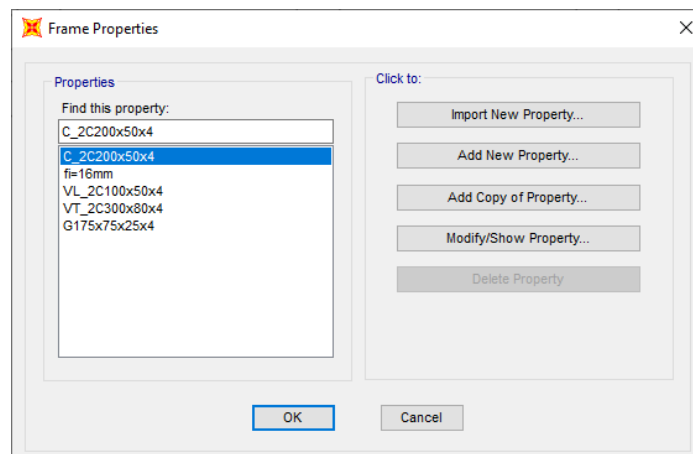 Frame Properties
Properties
Find this property:
C_2C200x50x4
C_2C200x50x4
fi=16mm
VL_2C100x50x4
VT_2C300x80x4
G175x75x25x4
Click to:
Import New Property...
Add New Property...
Add Copy of Property...
Modify/Show Property...
Delete Property
OK
Cancel